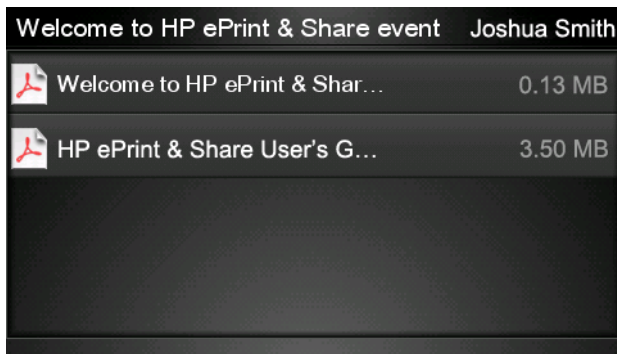 Welcome to HP ePrint & Share event Joshua Smith
Welcome to HP ePrint & Shar... 0.13 MB
HP ePrint & Share User's G... 3.50 MB